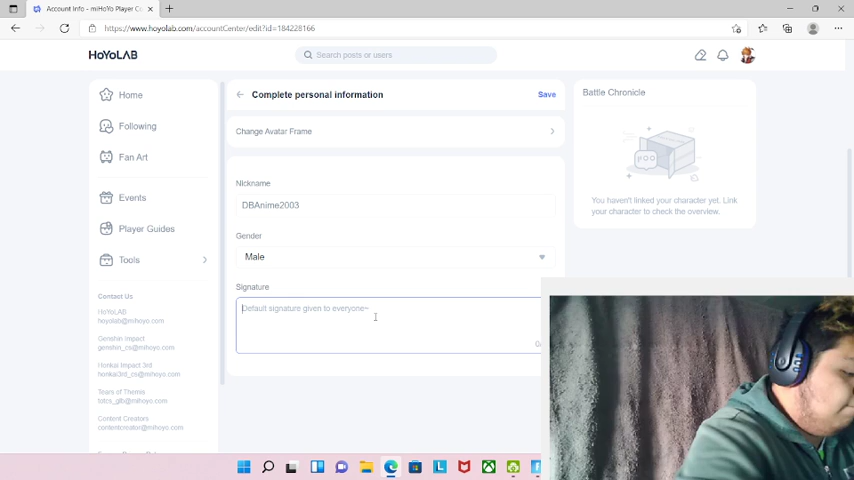 Account Info - miHoYo Player Co
https://www.hoyolab.com/accountCenter/edit?id=184228166
HoYoLAB
Search posts or users
Home
Following
Fan Art
Events
Player Guides
Tools
Contact Us
HoYoLAB
hoyolab@mihoyo.com
Genshin Impact
genshin_cs@mihoyo.com
Honkai Impact 3rd
honkai3rd_cs@mihoyo.com
Tears of Themis
totcs_glb@mihoyo.com
Content Creators
contentcreator@mihoyo.com
Complete personal information
Save
Change Avatar Frame
Nickname
DBAnime2003
Gender
Male
Signature
Default signature given to everyone~
Battle Chronicle
You haven't linked your character yet. Link
your character to check the overview.